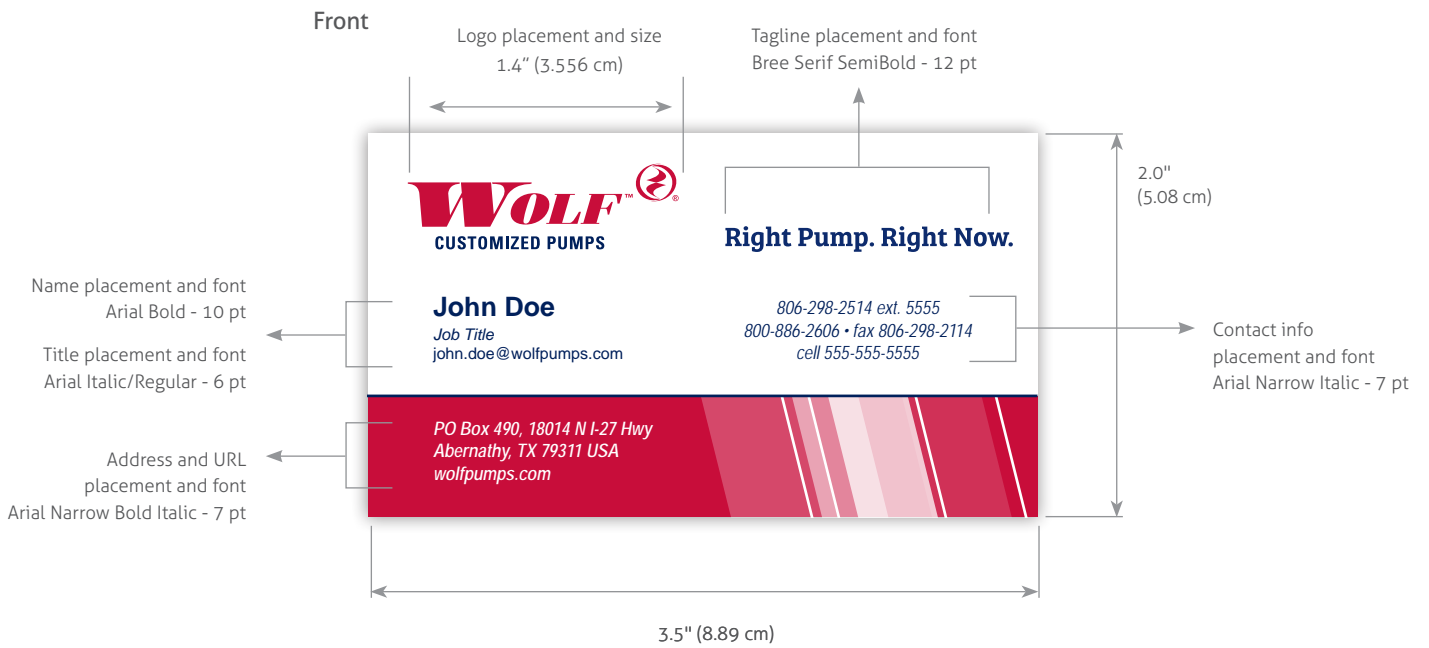 Front
Logo placement and size
1.4” (3.556 cm)
Tagline placement and font
Bree Serif SemiBold - 12 pt
2.0"
(5.08 cm)
WOLF™ ®
CUSTOMIZED PUMPS
Right Pump. Right Now.
Name placement and font
Arial Bold - 10 pt
Title placement and font
Arial Italic/Regular - 6 pt
John Doe
Job Title
john.doe@wolfpumps.com
806-298-2514 ext. 5555
800-886-2606 • fax 806-298-2114
cell 555-555-5555
Contact info
placement and font
Arial Narrow Italic - 7 pt
Address and URL
placement and font
Arial Narrow Bold Italic - 7 pt
PO Box 490, 18014 N I-27 Hwy
Abernathy, TX 79311 USA
wolfpumps.com
3.5" (8.89 cm)